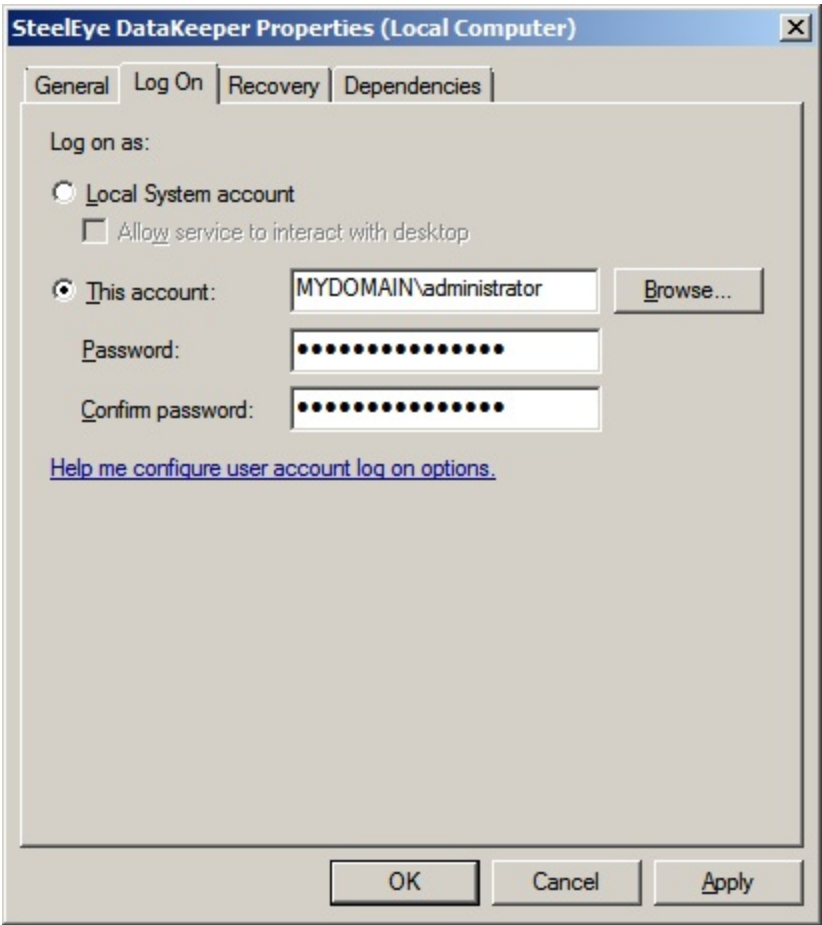 SteelEye DataKeeper Properties (Local Computer)
General Log On Recovery Dependencies
Log on as:
Local System account
Allow service to interact with desktop
This account: MYDOMAIN\administrator Browse...
Password: •••••••••••••••
Confirm password: •••••••••••••••
Help me configure user account log on options.
OK Cancel Apply